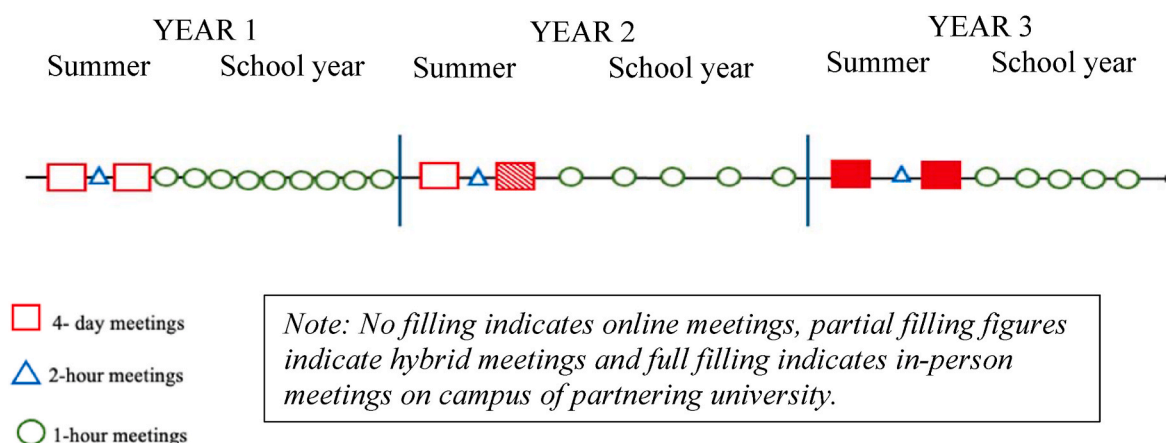 YEAR 1
YEAR 2
YEAR 3
Summer
School year
Summer
School year
Summer
School year
4- day meetings
2-hour meetings
1-hour meetings
Note: No filling indicates online meetings, partial filling figures
indicate hybrid meetings and full filling indicates in-person
meetings on campus of partnering university.